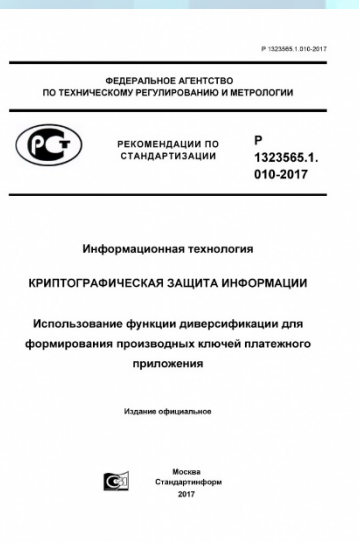 Р 1323565.1.010-2017
ФЕДЕРАЛЬНОЕ АГЕНТСТВО
ПО ТЕХНИЧЕСКОМУ РЕГУЛИРОВАНИЮ И МЕТРОЛОГИИ
РСТ
РЕКОМЕНДАЦИИ ПО
СТАНДАРТИЗАЦИИ
Р
1323565.1.
010-2017
Информационная технология
КРИПТОГРАФИЧЕСКАЯ ЗАЩИТА ИНФОРМАЦИИ
Использование функции диверсификации для
формирования производных ключей платежного
приложения
Издание официальное
Москва
Стандартинформ
2017